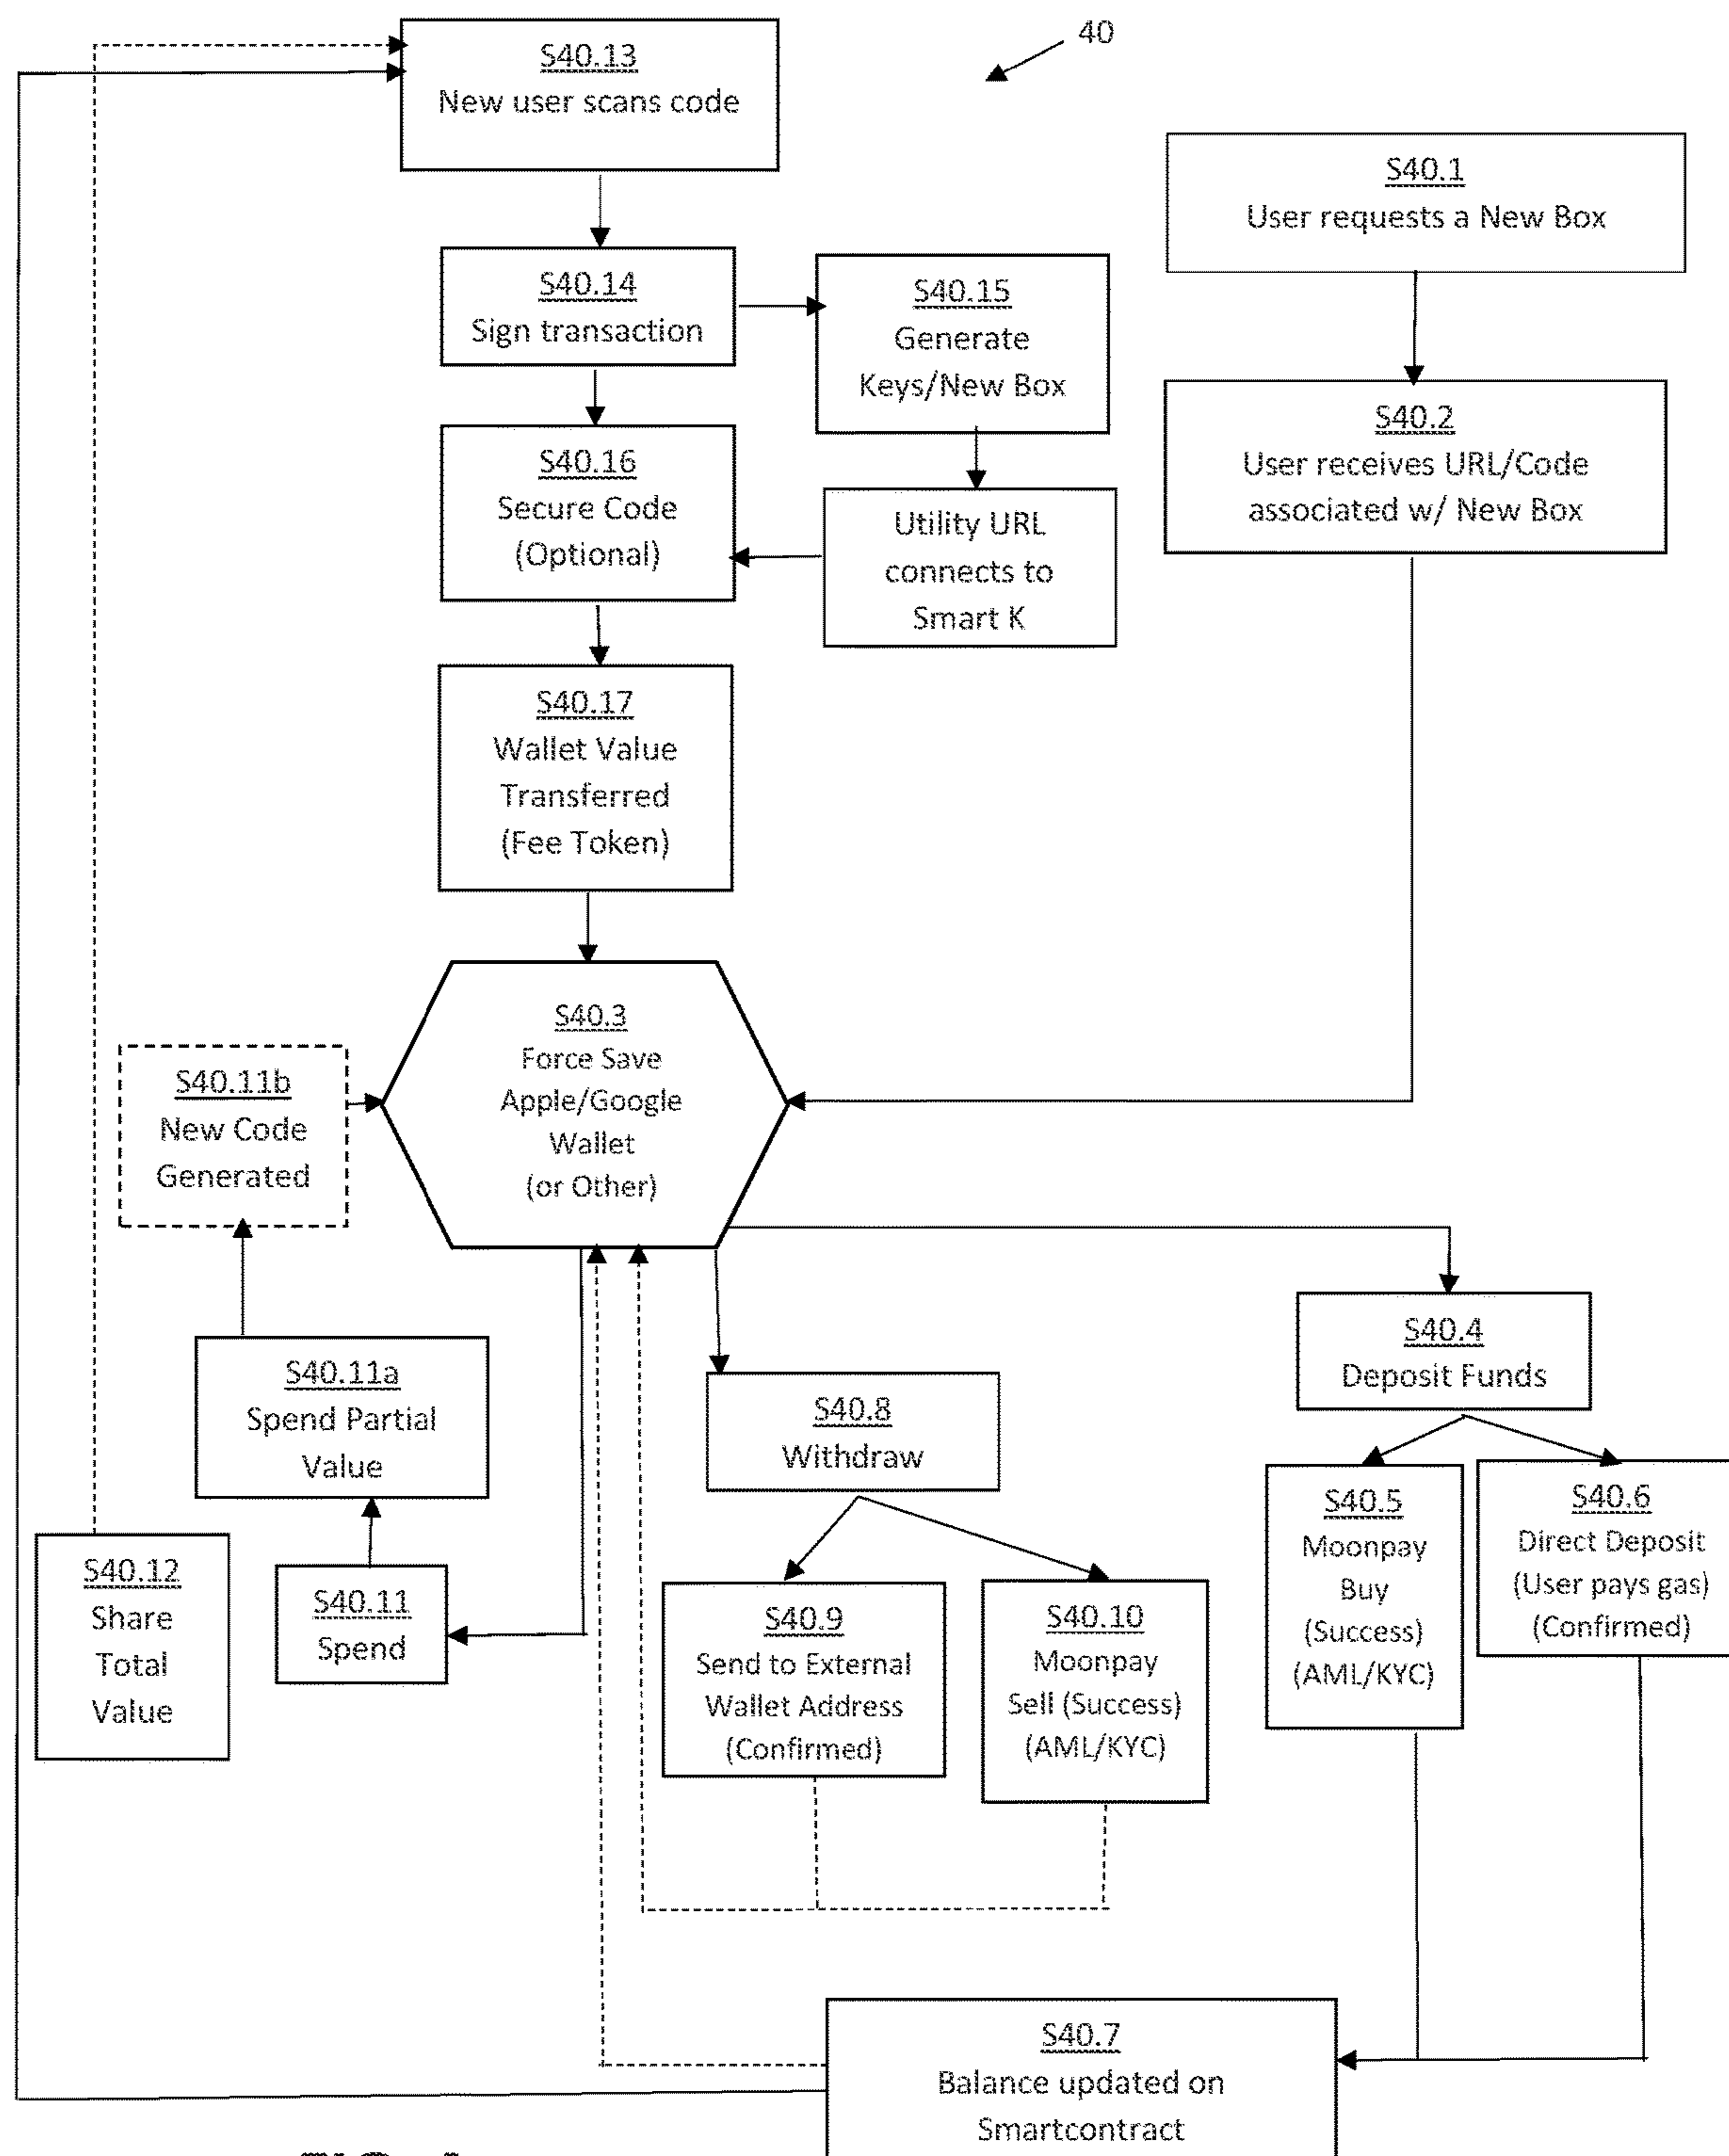 40
S40.13
New user scans code
S40.1
User requests a New Box
S40.14
Sign transaction
S40.15
Generate
Keys/New Box
S40.2
User receives URL/Code
associated w/ New Box
S40.16
Secure Code
(Optional)
Utility URL
connects to
Smart K
S40.17
Wallet Value
Transferred
(Fee Token)
S40.3
Force Save
Apple/Google
Wallet
(or Other)
S40.11b
New Code
Generated
S40.4
Deposit Funds
S40.11a
Spend Partial
Value
S40.8
Withdraw
S40.5
Moonpay
Buy
(Success)
(AML/KYC)
S40.6
Direct Deposit
(User pays gas)
(Confirmed)
S40.12
Share
Total
Value
S40.11
Spend
S40.9
Send to External
Wallet Address
(Confirmed)
S40.10
Moonpay
Sell (Success)
(AML/KYC)
S40.7
Balance updated on
Smartcontract